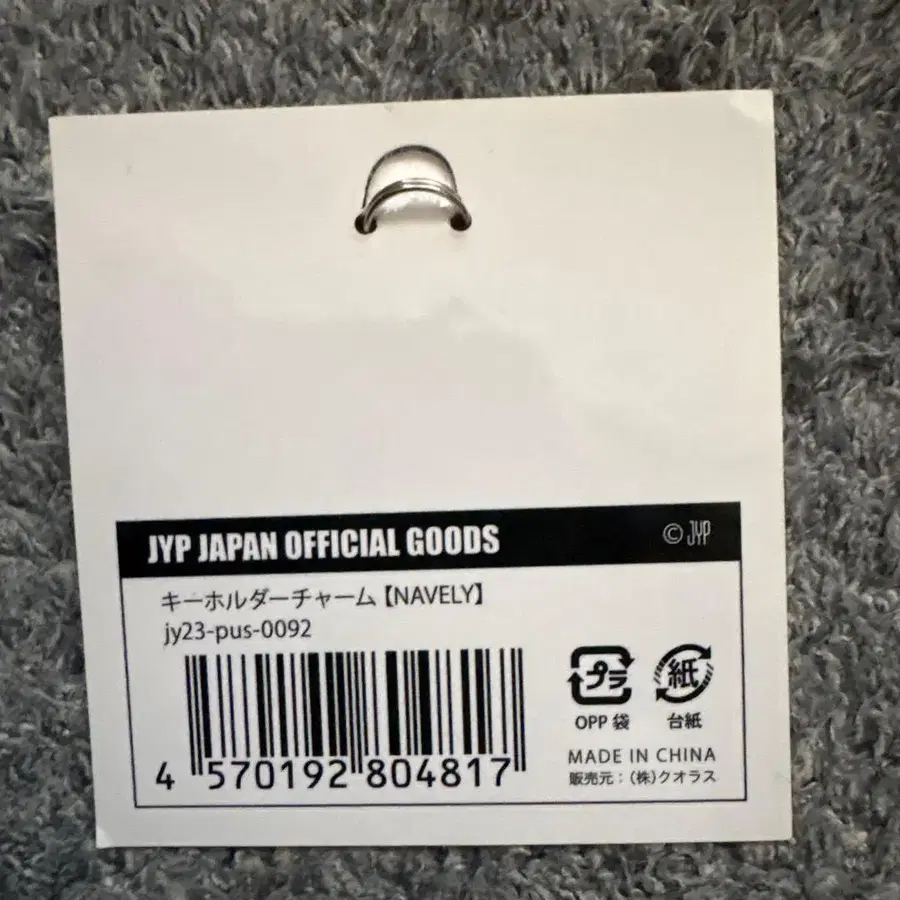 JYP JAPAN OFFICIAL GOODS
© JYP
キーホルダーチャーム【NAVELY】
jy23-pus-0092
4 570192 804817
プラ
紙
OPP 袋
台紙
MADE IN CHINA
販売元：（株）クオラス